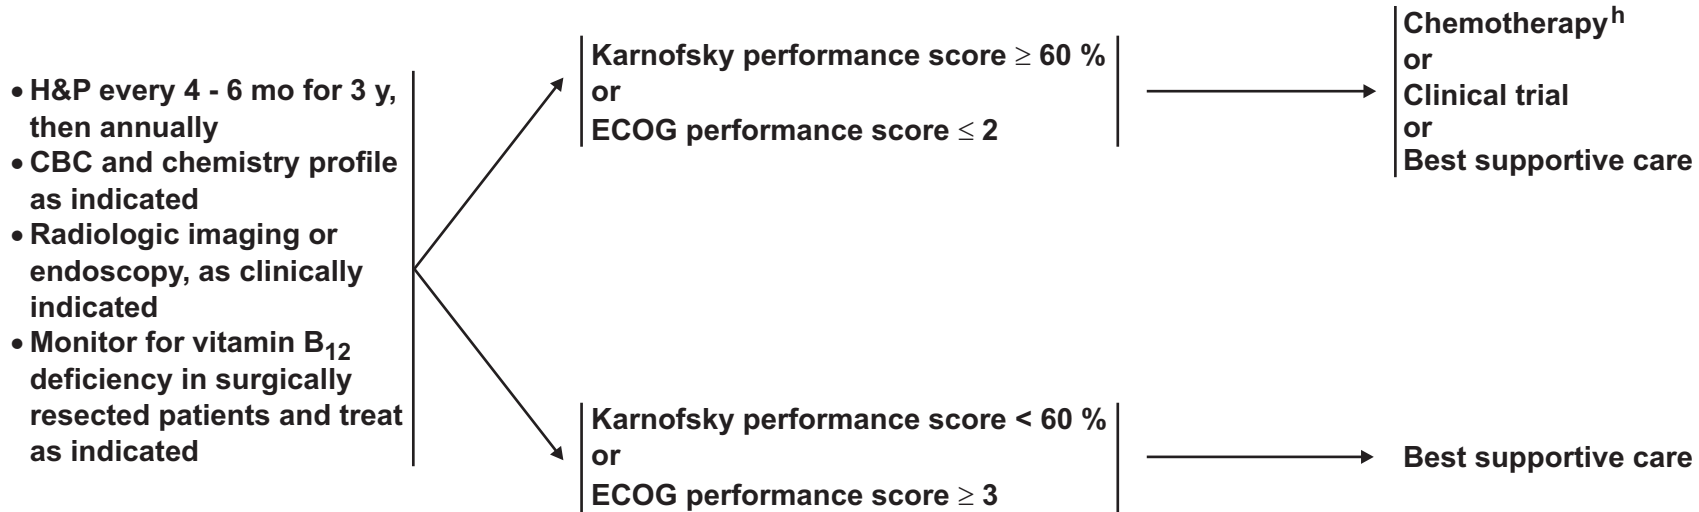 • H&P every 4 - 6 mo for 3 y,
then annually
• CBC and chemistry profile
as indicated
• Radiologic imaging or
endoscopy, as clinically
indicated
• Monitor for vitamin B12
deficiency in surgically
resected patients and treat
as indicated
Karnofsky performance score ≥ 60 %
or
ECOG performance score ≤ 2
Chemotherapyh
or
Clinical trial
or
Best supportive care
Karnofsky performance score < 60 %
or
ECOG performance score ≥ 3
Best supportive care